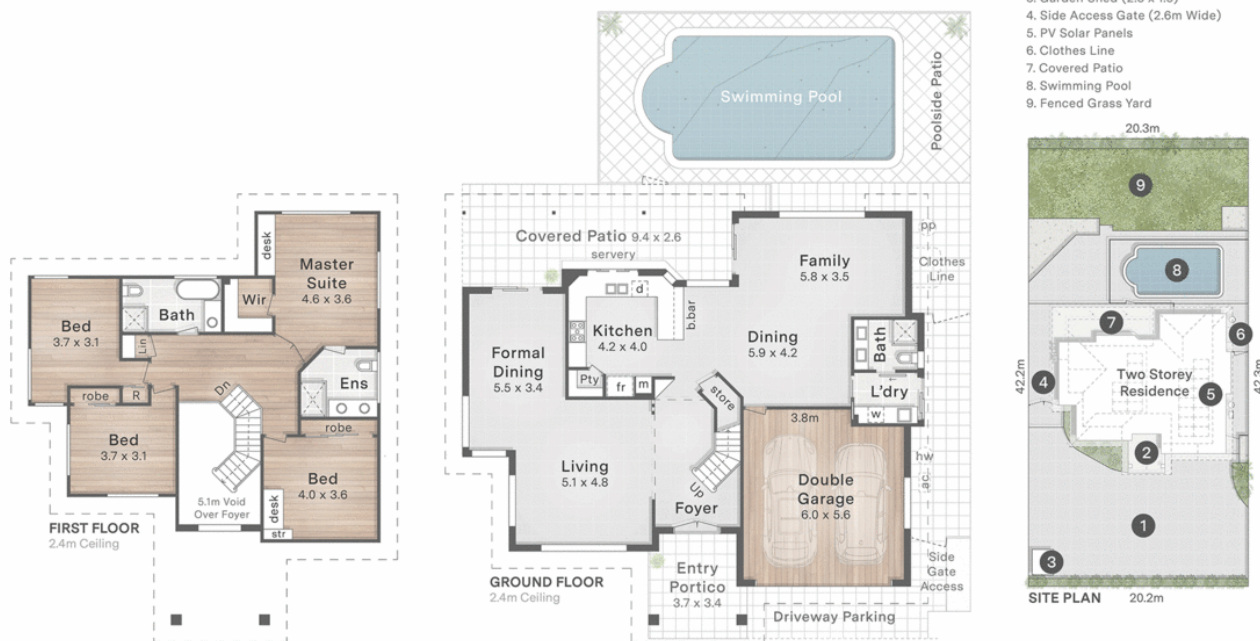 3. Garden Shed (2.3 x 1.5)
4. Side Access Gate (2.6m Wide)
5. PV Solar Panels
6. Clothes Line
7. Covered Patio
8. Swimming Pool
9. Fenced Grass Yard
Swimming Pool
Poolside Patio
Covered Patio 9.4 x 2.6
servery
pp
Clothes
Line
Family
5.8 x 3.5
d
b.bar
Kitchen
4.2 x 4.0
Dining
5.9 x 4.2
Bath
Formal
Dining
5.5 x 3.4
Pty
fr
m
store
L'dry
w
3.8m
Living
5.1 x 4.8
Up
Foyer
Double
Garage
6.0 x 5.6
hw
ac
Entry
Portico
3.7 x 3.4
Side
Gate
Access
Driveway Parking
GROUND FLOOR
2.4m Ceiling
desk
Master
Suite
4.6 x 3.6
Wir
Bath
Bed
3.7 x 3.1
Lin
Ens
Dn
robe
R
robe
Bed
3.7 x 3.1
Bed
4.0 x 3.6
desk
str
5.1m Void
Over Foyer
FIRST FLOOR
2.4m Ceiling
20.3m
9
8
7
6
Two Storey
Residence
5
4
42.2m
42.3m
2
1
3
SITE PLAN
20.2m